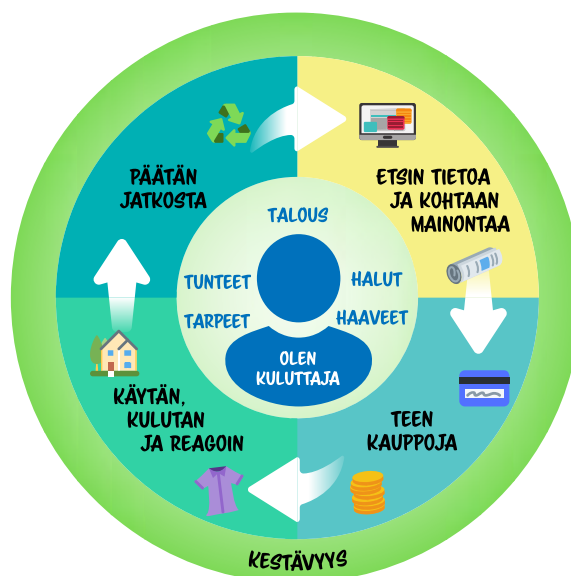 PÄÄTÄN
JATKOSTA
ETSIN TIETOA
JA KOHTAAN
MAINONTAA
TALOUS
TUNTEET
HALUT
TARPEET
HAAVEET
OLEN
KULUTTAJA
KÄYTÄN,
KULUTAN
JA REAGOIN
TEEN
KAUPPOJA
KESTÄVYYS